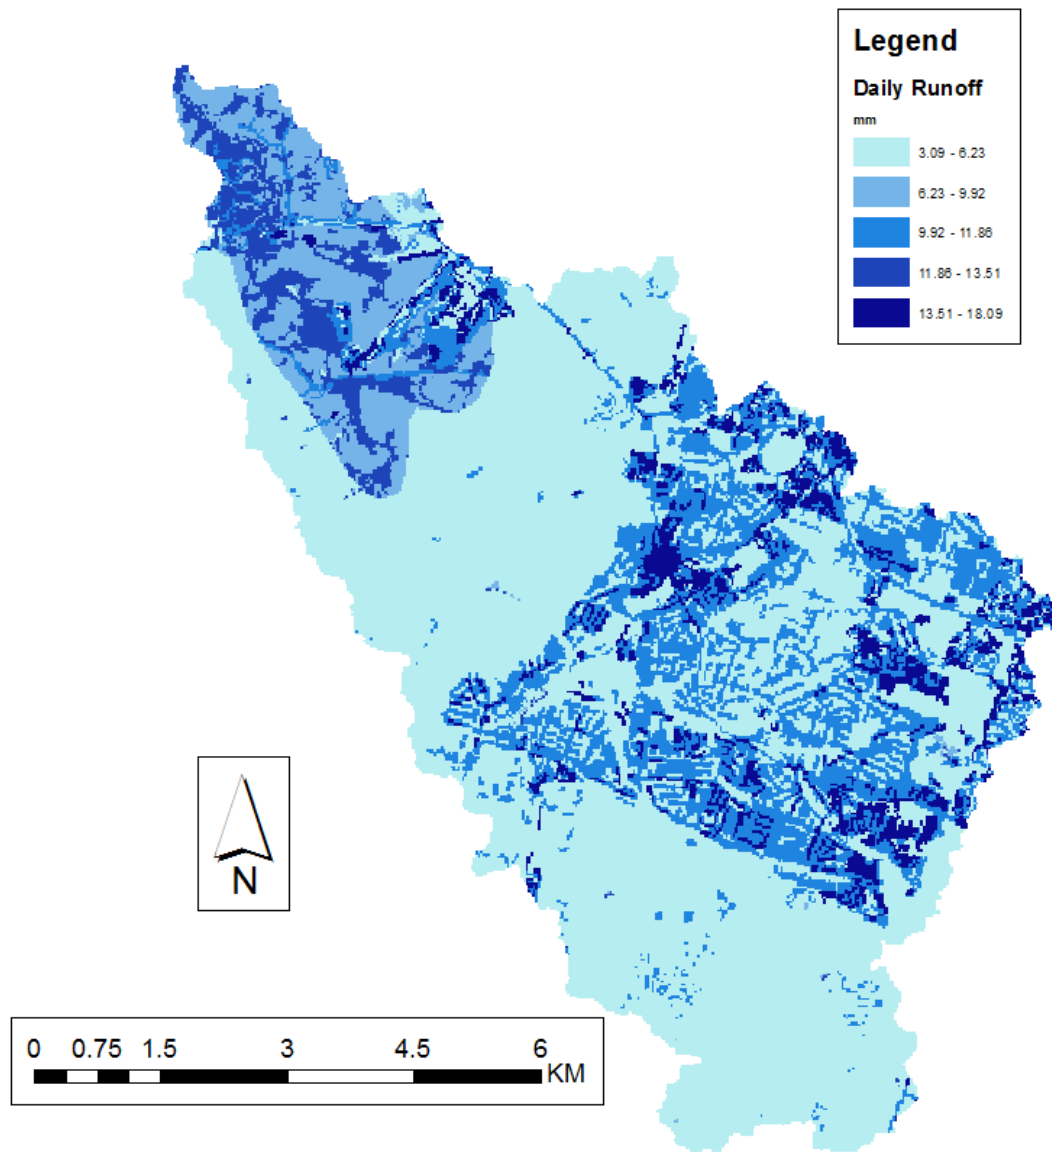 Legend
Daily Runoff
mm
3.09 - 6.23
6.23 - 9.92
9.92 - 11.86
11.86 - 13.51
13.51 - 18.09
N
0 0.75 1.5 3 4.5 6
KM